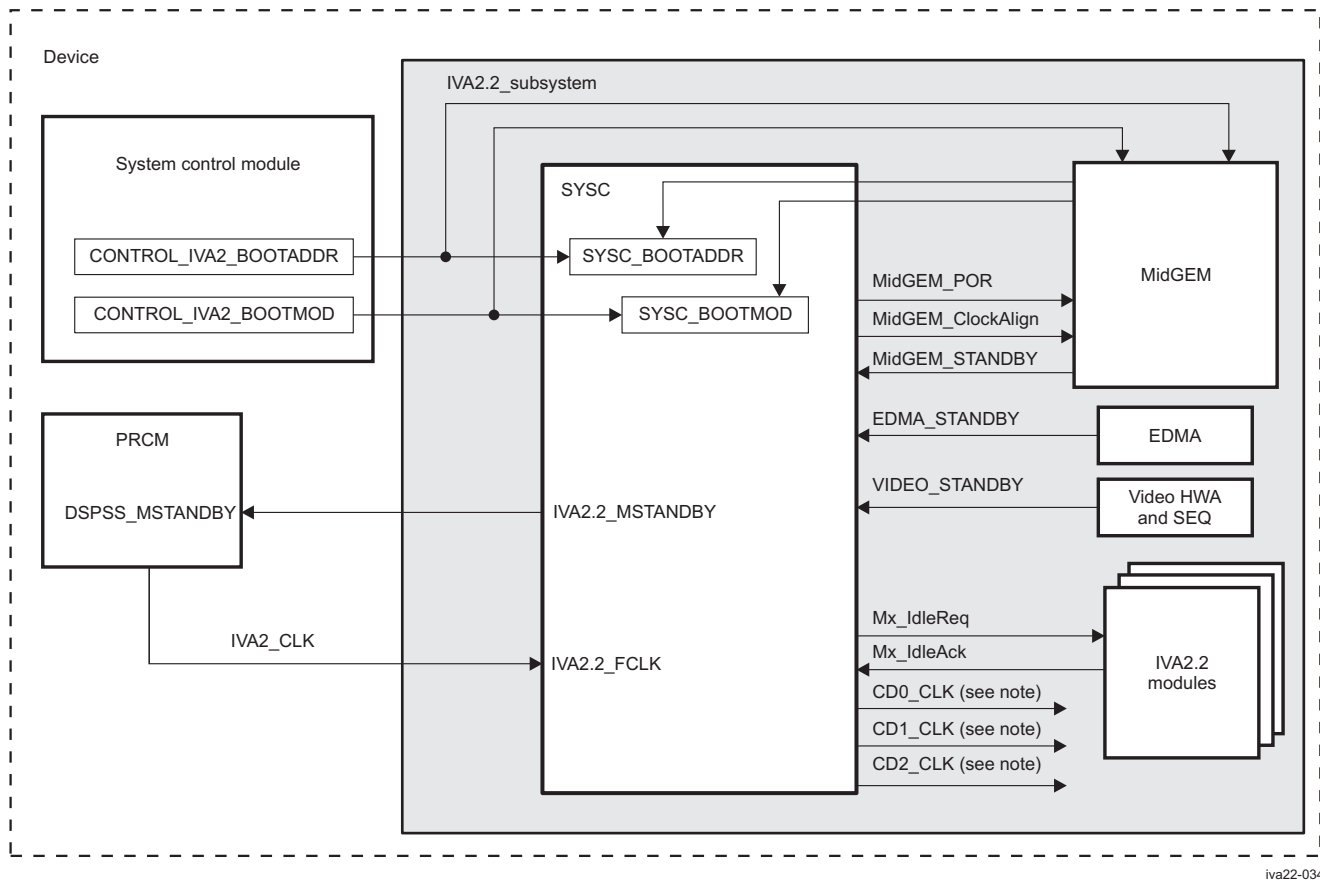 Device
IVA2.2_subsystem
System control module
SYSC
CONTROL_IVA2_BOOTADDR
SYSC_BOOTADDR
MidGEM
MidGEM_POR
CONTROL_IVA2_BOOTMOD
SYSC_BOOTMOD
MidGEM_ClockAlign
MidGEM_STANDBY
PRCM
EDMA_STANDBY
EDMA
DSPSS_MSTANDBY
IVA2.2_MSTANDBY
VIDEO_STANDBY
Video HWA
and SEQ
IVA2_CLK
IVA2.2_FCLK
Mx_IdleReq
Mx_IdleAck
IVA2.2
modules
CD0_CLK (see note)
CD1_CLK (see note)
CD2_CLK (see note)
iva22-034